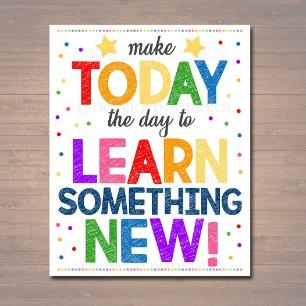 make
TODAY
the day to
LEARN
SOMETHING
NEW!